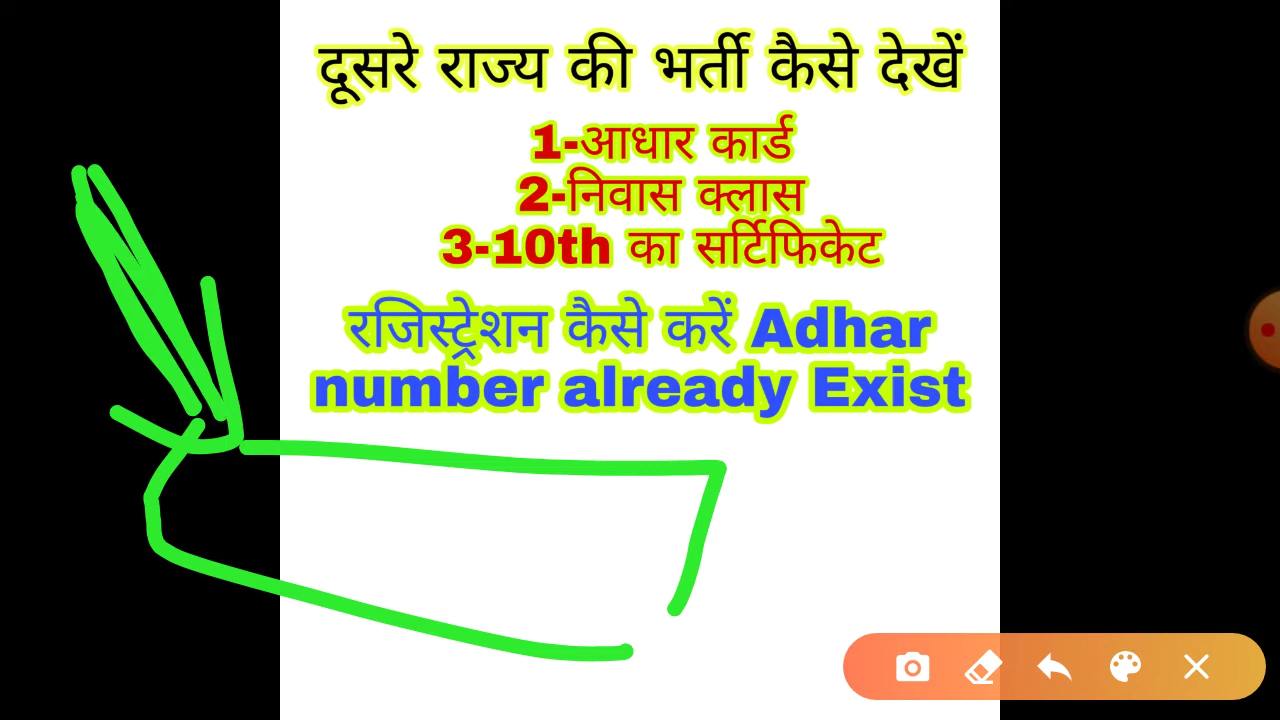 दूसरे राज्य की भर्ती कैसे देखें
1-आधार कार्ड
2-निवास क्लास
3-10th का सर्टिफिकेट
रजिस्ट्रेशन कैसे करें Adhar
number already Exist